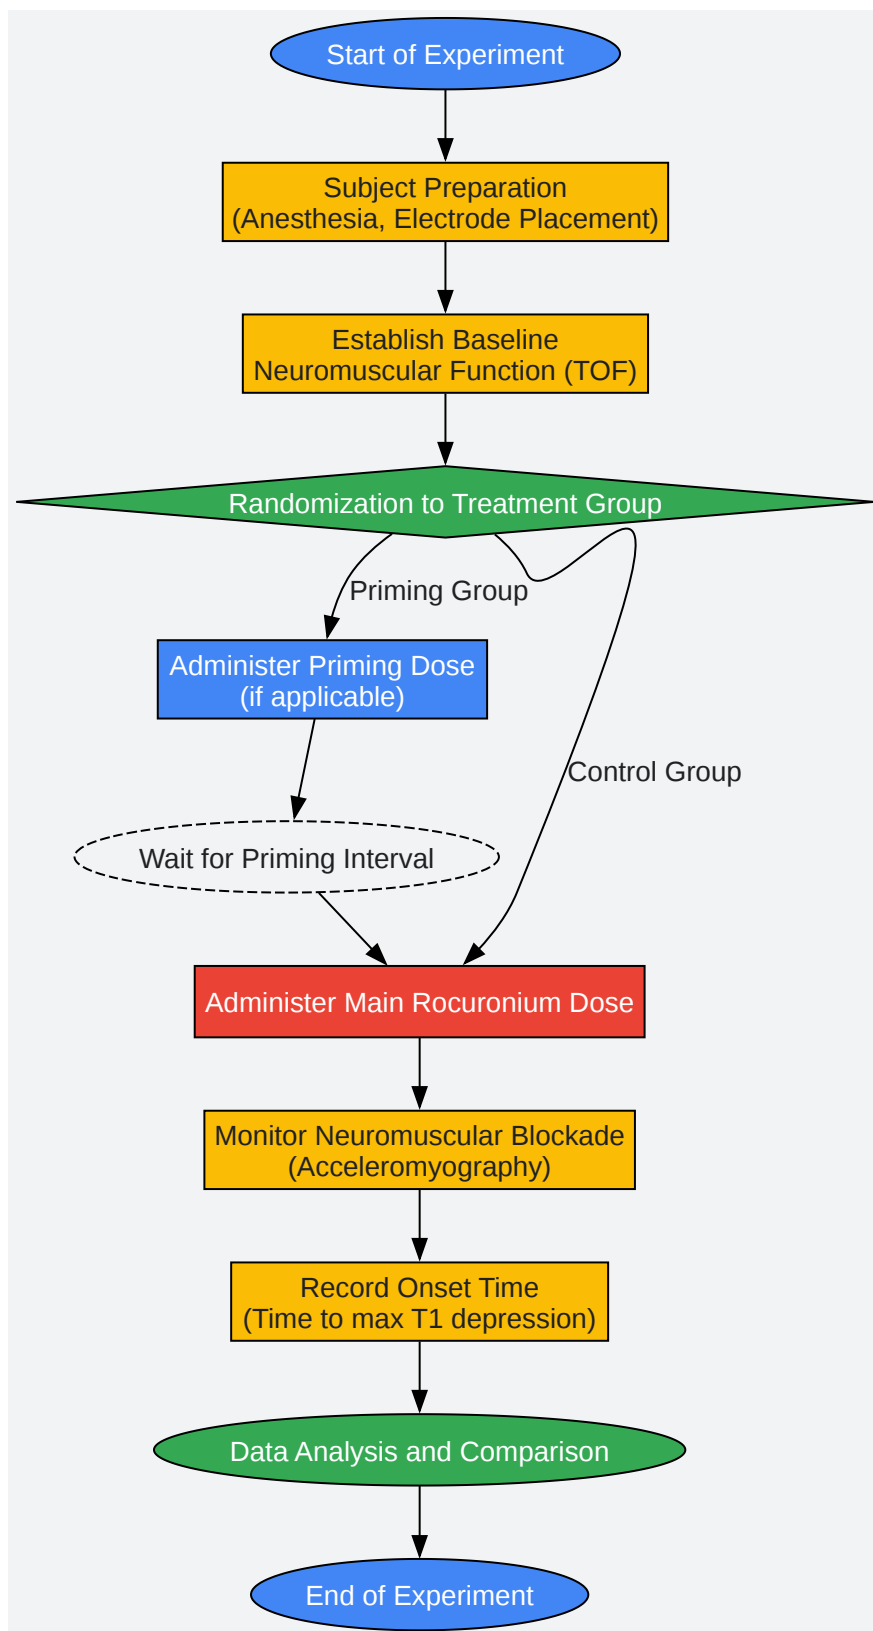 Start of Experiment
Subject Preparation
(Anesthesia, Electrode Placement)
Establish Baseline
Neuromuscular Function (TOF)
Randomization to Treatment Group
Priming Group
Administer Priming Dose
(if applicable)
Control Group
Wait for Priming Interval
Administer Main Rocuronium Dose
Monitor Neuromuscular Blockade
(Acceleromyography)
Record Onset Time
(Time to max T1 depression)
Data Analysis and Comparison
End of Experiment